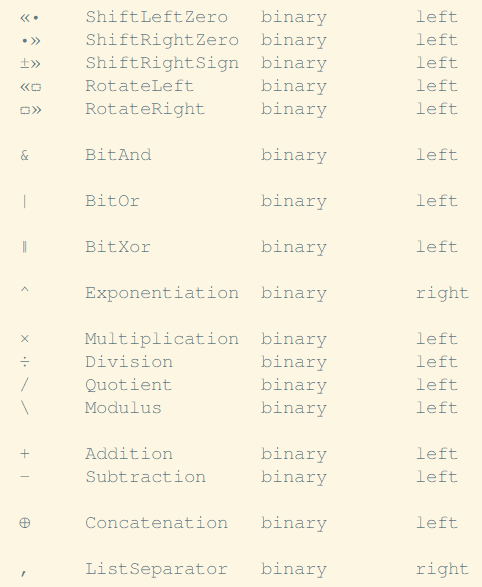 «• ShiftLeftZero binary left
•» ShiftRightZero binary left
±» ShiftRightSign binary left
«▫ RotateLeft binary left
▫» RotateRight binary left
& BitAnd binary left
| BitOr binary left
‖ BitXor binary left
^ Exponentiation binary right
× Multiplication binary left
÷ Division binary left
/ Quotient binary left
\ Modulus binary left
+ Addition binary left
− Subtraction binary left
⊕ Concatenation binary left
, ListSeparator binary right